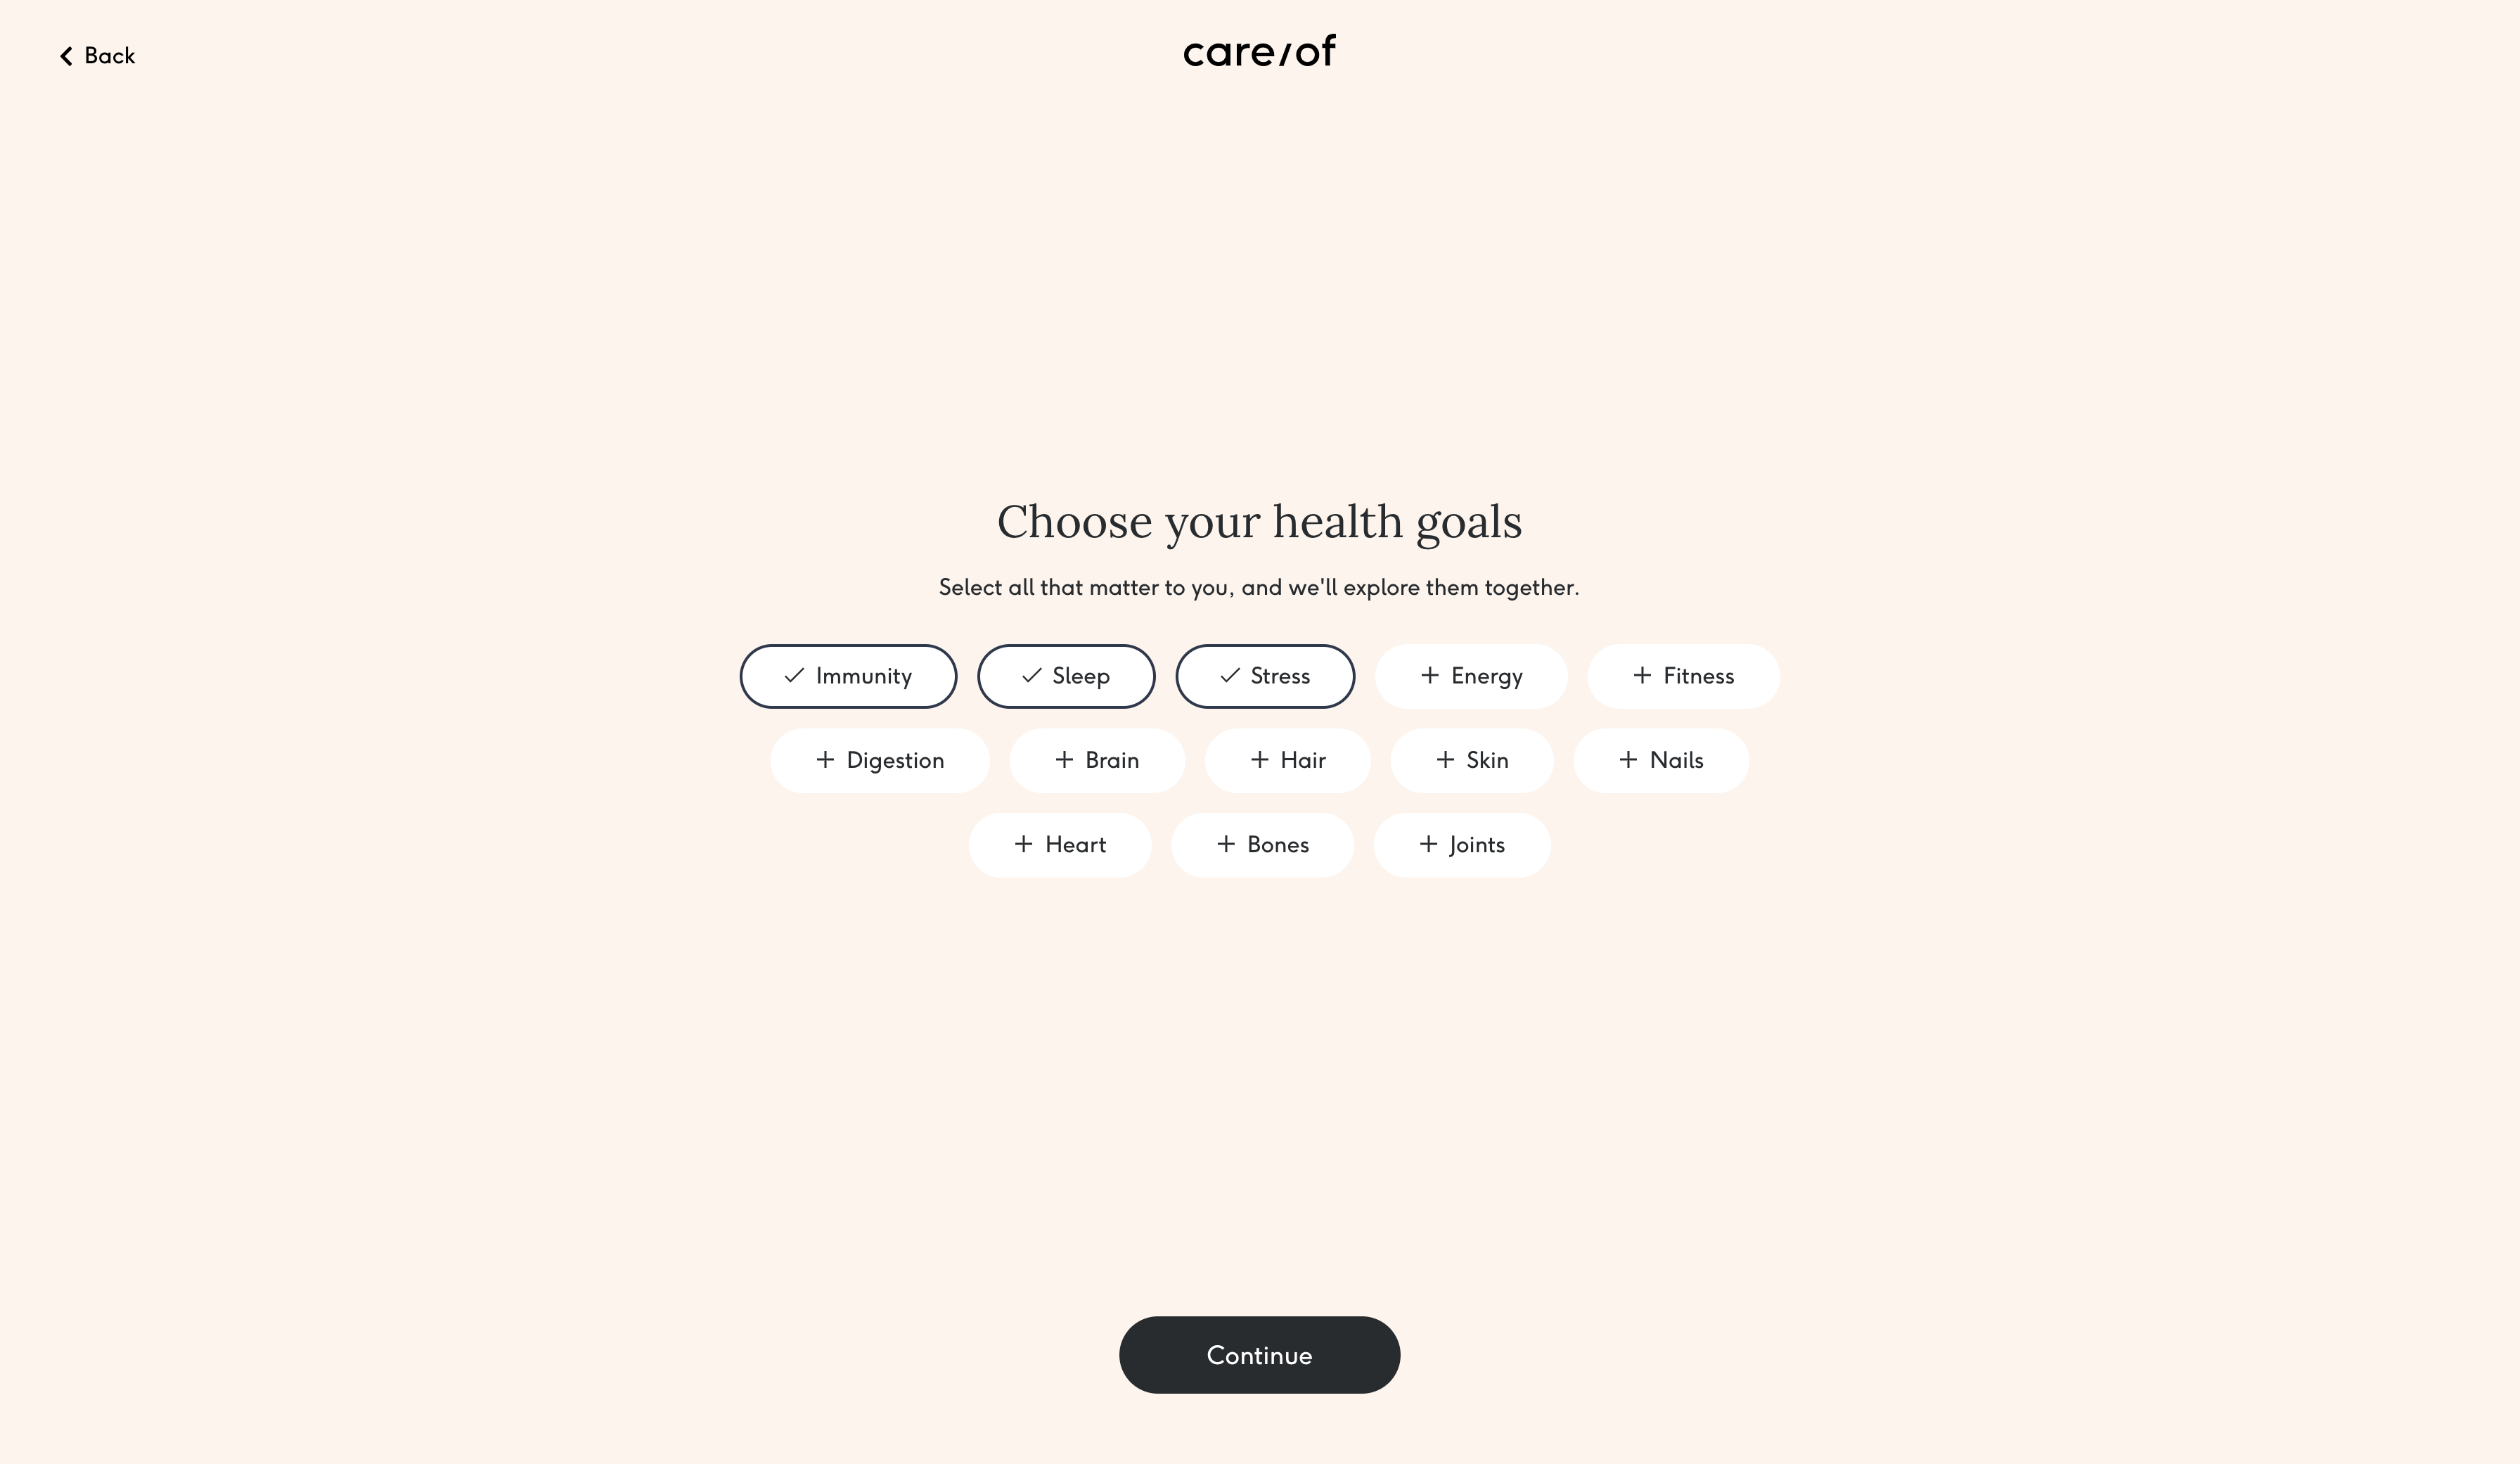 Back
care/of
Choose your health goals
Select all that matter to you, and we'll explore them together.
Immunity Sleep Stress Energy Fitness
Digestion Brain Hair Skin Nails
Heart Bones Joints
Continue